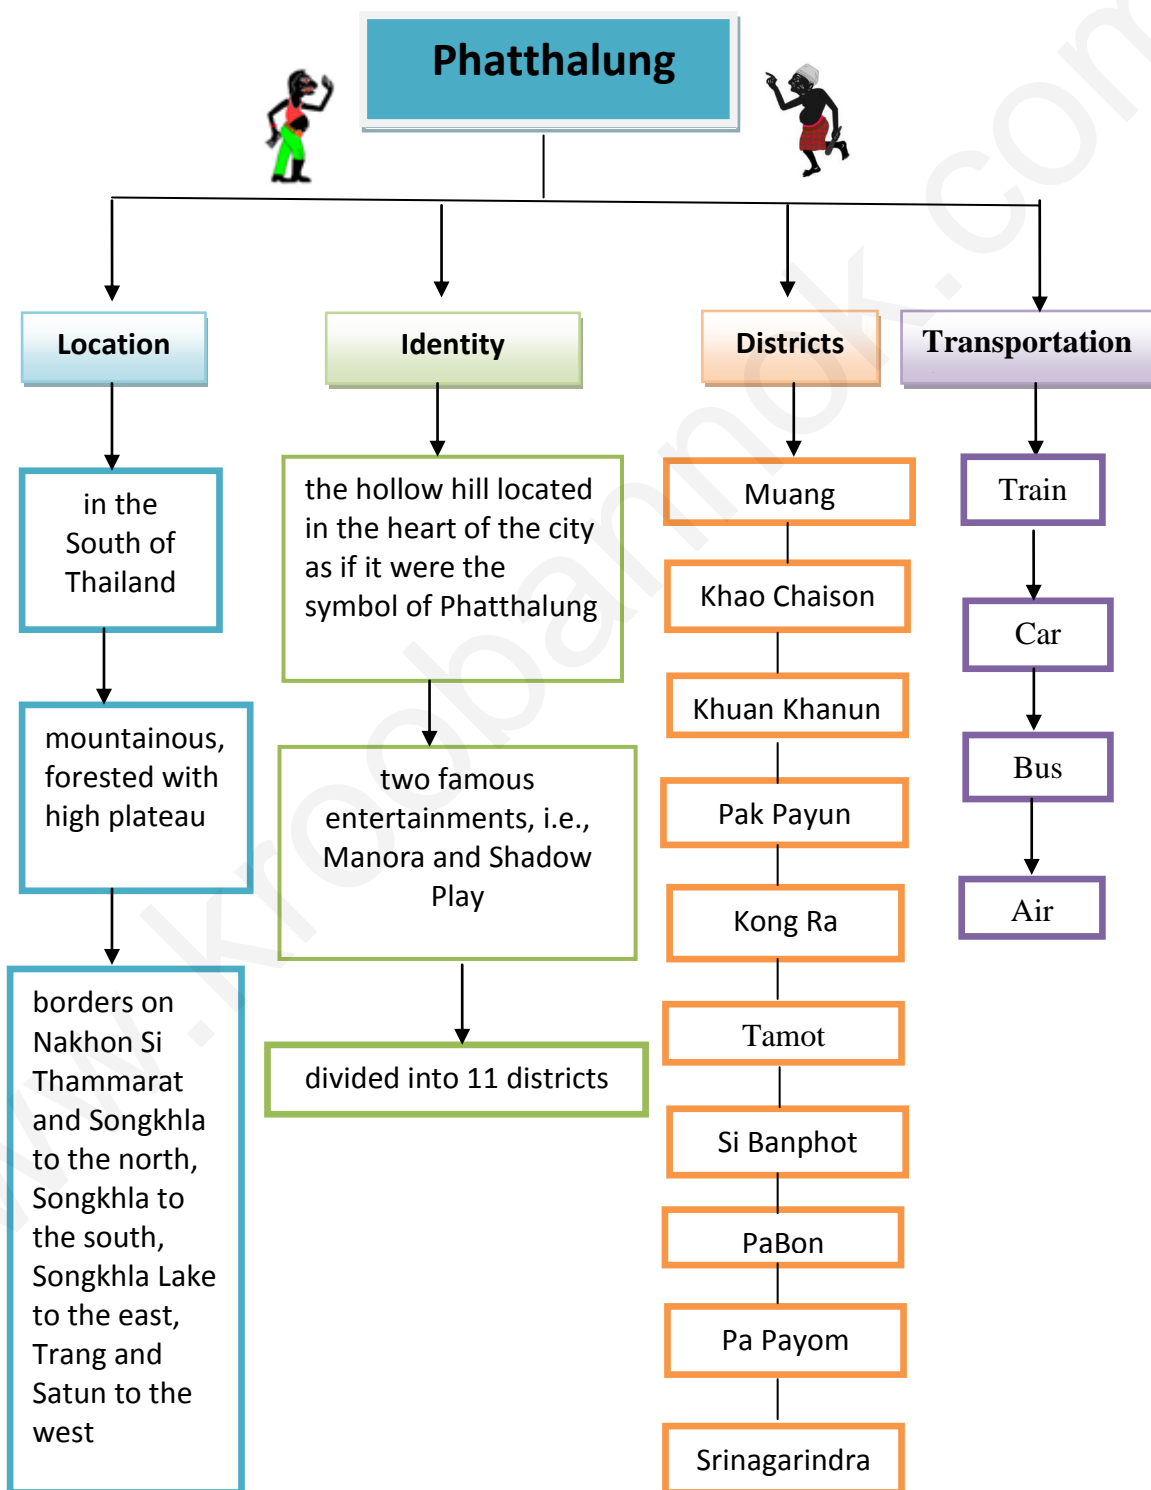 Phatthalung
Location
Identity
Districts
Transportation
in the
South of
Thailand
mountainous,
forested with
high plateau
borders on
Nakhon Si
Thammarat
and Songkhla
to the north,
Songkhla to
the south,
Songkhla Lake
to the east,
Trang and
Satun to the
west
the hollow hill located
in the heart of the city
as if it were the
symbol of Phatthalung
two famous
entertainments, i.e.,
Manora and Shadow
Play
divided into 11 districts
Muang
Khao Chaison
Khuan Khanun
Pak Payun
Kong Ra
Tamot
Si Banphot
PaBon
Pa Payom
Srinagarindra
Train
Car
Bus
Air
www.kroobannok.com